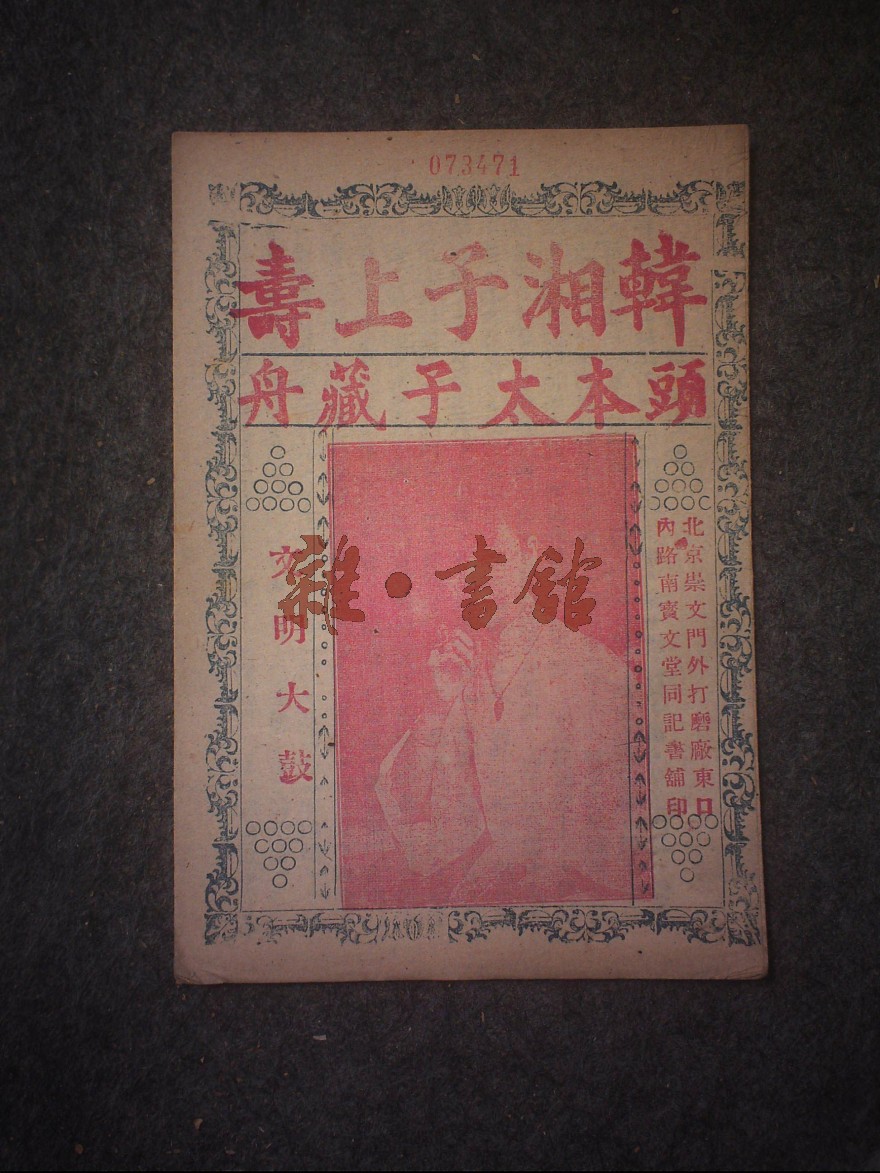 073471
韓湘子上壽
頭本太子藏舟
北京崇文門外打磨廠東口
內路南寶文堂同記書舖印
文明大鼓
雜·書館